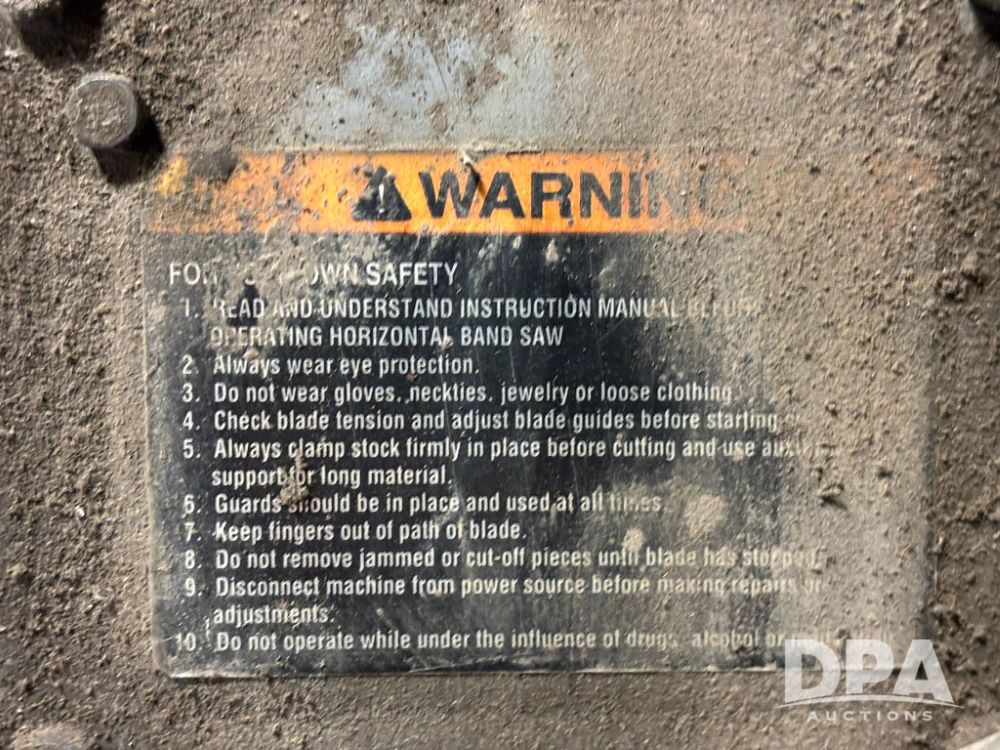 WARNING
FOR YOUR OWN SAFETY
1. READ AND UNDERSTAND INSTRUCTION MANUAL BEFORE
OPERATING HORIZONTAL BAND SAW
2. Always wear eye protection.
3. Do not wear gloves, neckties, jewelry or loose clothing.
4. Check blade tension and adjust blade guides before starting
5. Always clamp stock firmly in place before cutting and use
support for long material.
6. Guards should be in place and used at all times.
7. Keep fingers out of path of blade.
8. Do not remove jammed or cut-off pieces until blade has stopped.
9. Disconnect machine from power source before making repairs or
adjustments.
10. Do not operate while under the influence of drugs, alcohol or
DPA
AUCTIONS